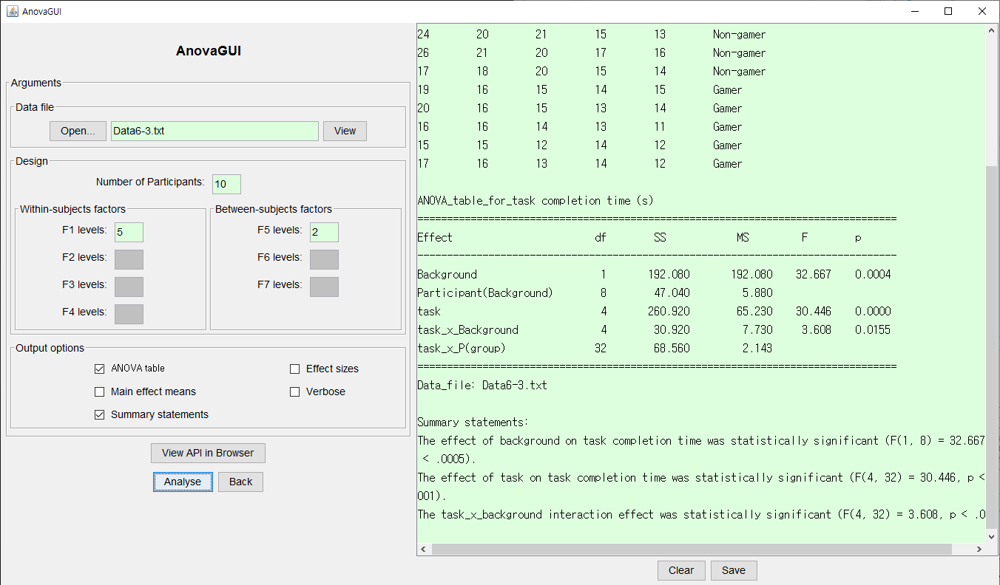 AnovaGUI
AnovaGUI
Arguments
Data file
Open...
Data6-3.txt
View
Design
Number of Participants: 10
Within-subjects factors
F1 levels: 5
F2 levels:
F3 levels:
F4 levels:
Between-subjects factors
F5 levels: 2
F6 levels:
F7 levels:
Output options
ANOVA table
Effect sizes
Main effect means
Verbose
Summary statements
View API in Browser
Analyse
Back
24 20 21 15 13 Non-gamer
26 21 20 17 16 Non-gamer
17 18 20 15 14 Non-gamer
19 16 15 14 15 Gamer
20 16 15 13 14 Gamer
16 16 14 13 11 Gamer
15 15 12 14 12 Gamer
17 16 13 14 12 Gamer
ANOVA_table_for_task completion time (s)
=================================================================================
Effect df SS MS F p
---------------------------------------------------------------------------------
Background 1 192.080 192.080 32.667 0.0004
Participant(Background) 8 47.040 5.880
task 4 260.920 65.230 30.446 0.0000
task_x_Background 4 30.920 7.730 3.608 0.0155
task_x_P(group) 32 68.560 2.143
=================================================================================
Data_file: Data6-3.txt
Summary statements:
The effect of background on task completion time was statistically significant (F(1, 8) = 32.667
< .0005).
The effect of task on task completion time was statistically significant (F(4, 32) = 30.446, p <
001).
The task_x_background interaction effect was statistically significant (F(4, 32) = 3.608, p < .0
Clear
Save